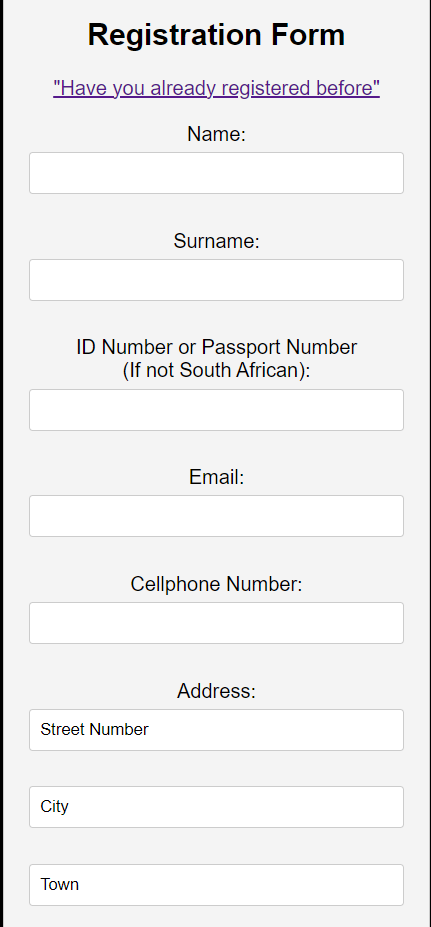 Registration Form
"Have you already registered before"
Name:
Surname:
ID Number or Passport Number
(If not South African):
Email:
Cellphone Number:
Address:
Street Number
City
Town